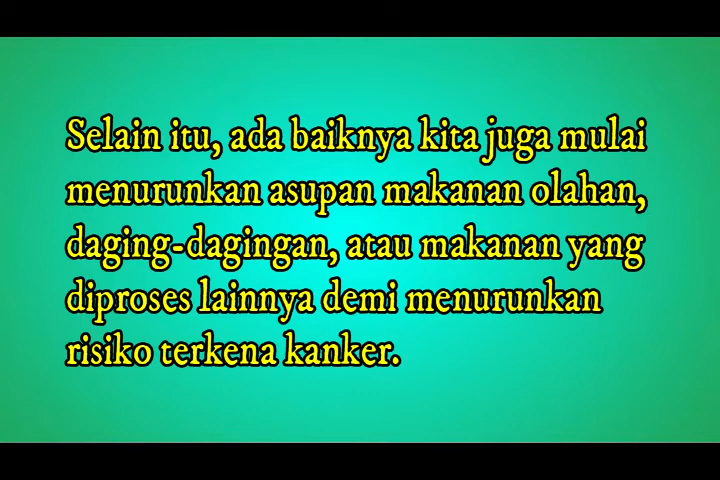 Selain itu, ada baiknya kita juga mulai
menurunkan asupan makanan olahan,
daging-dagingan, atau makanan yang
diproses lainnya demi menurunkan
risiko terkena kanker.